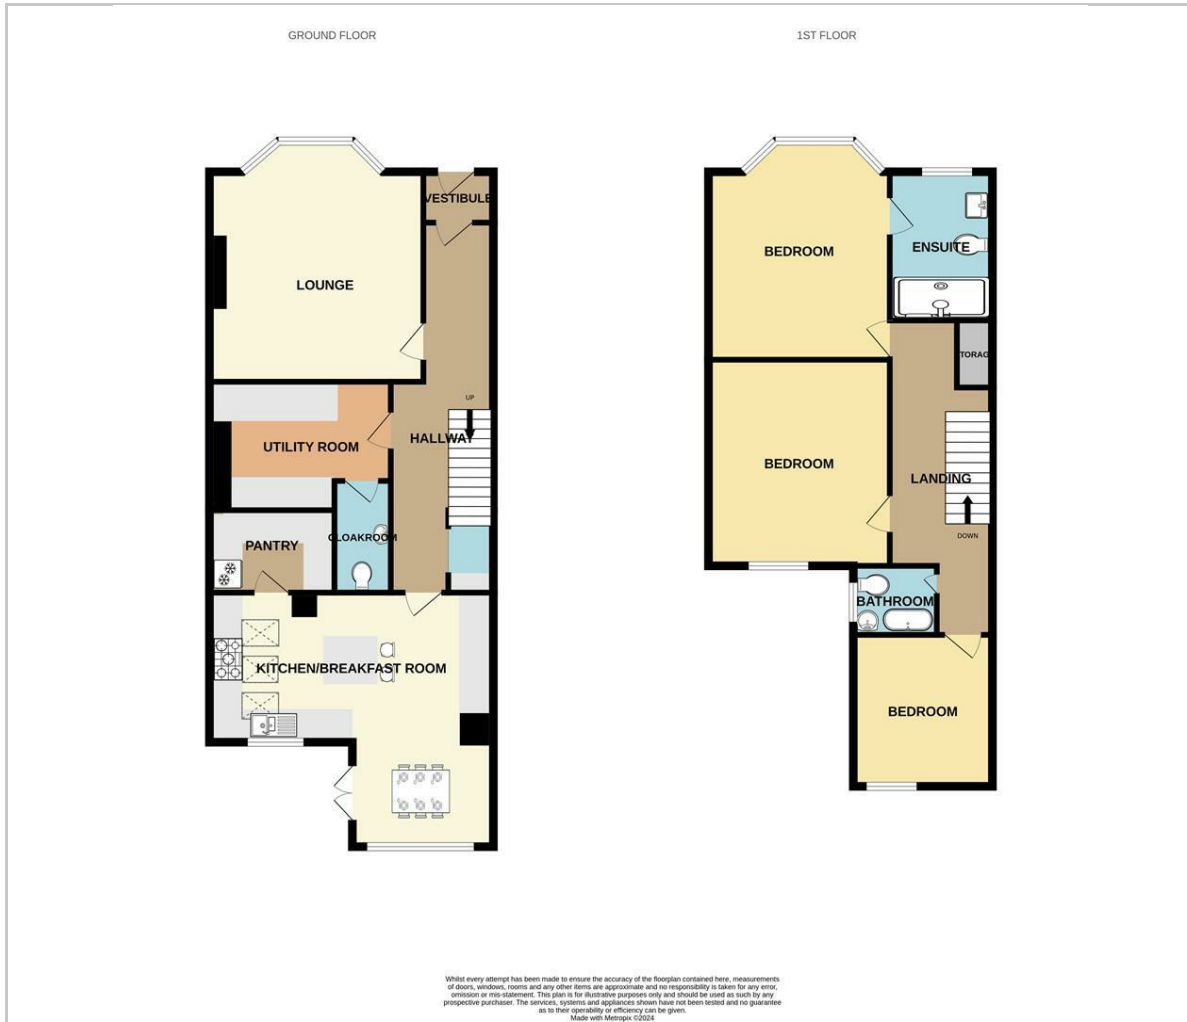 GROUND FLOOR
1ST FLOOR
VESTIBULE
LOUNGE
UP
HALLWAY
UTILITY ROOM
CLOAKROOM
PANTRY
KITCHEN/BREAKFAST ROOM
BEDROOM
ENSUITE
TORAG
BEDROOM
LANDING
DOWN
BATHROOM
BEDROOM
Whilst every attempt has been made to ensure the accuracy of the floorplan contained here, measurements
of doors, windows, rooms and any other items are approximate and no responsibility is taken for any error,
omission or mis-statement. This plan is for illustrative purposes only and should be used as such by any
prospective purchaser. The services, systems and appliances shown have not been tested and no guarantee
as to their operability or efficiency can be given.
Made with Metropix ©2024